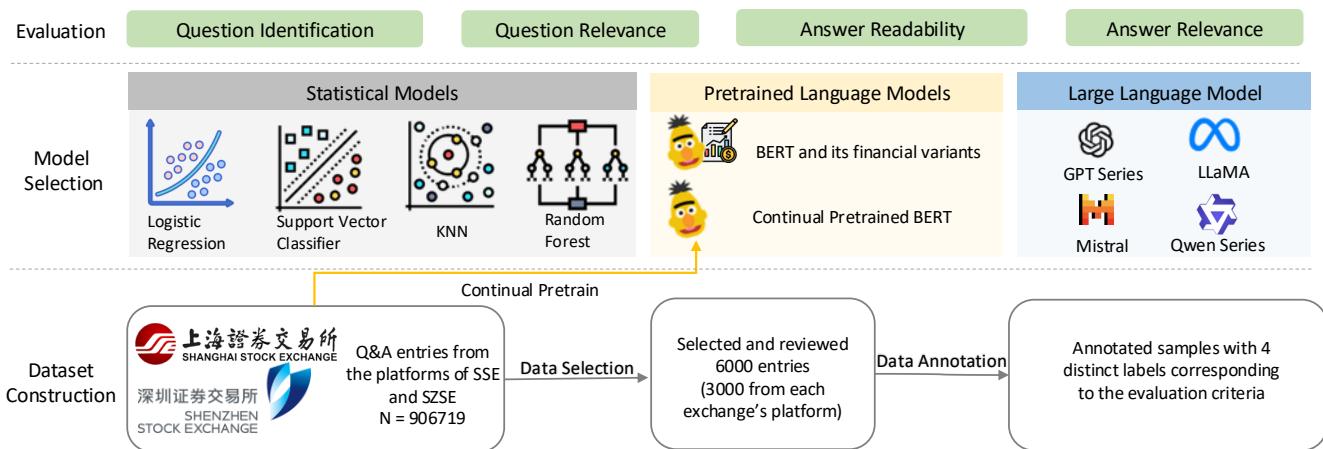 Evaluation
Question Identification
Question Relevance
Answer Readability
Answer Relevance
Model
Selection
Statistical Models
Logistic
Regression
Support Vector
Classifier
KNN
Random
Forest
Pretrained Language Models
BERT and its financial variants
Continual Pretrained BERT
Large Language Model
GPT Series
LLaMA
Mistral
Qwen Series
Continual Pretrain
Dataset
Construction
上海證券交易所
SHANGHAI STOCK EXCHANGE
深圳证券交易所
SHENZHEN
STOCK EXCHANGE
Q&A entries from
the platforms of SSE
and SZSE
N = 906719
Data Selection
Selected and reviewed
6000 entries
(3000 from each
exchange's platform)
Data Annotation
Annotated samples with 4
distinct labels corresponding
to the evaluation criteria